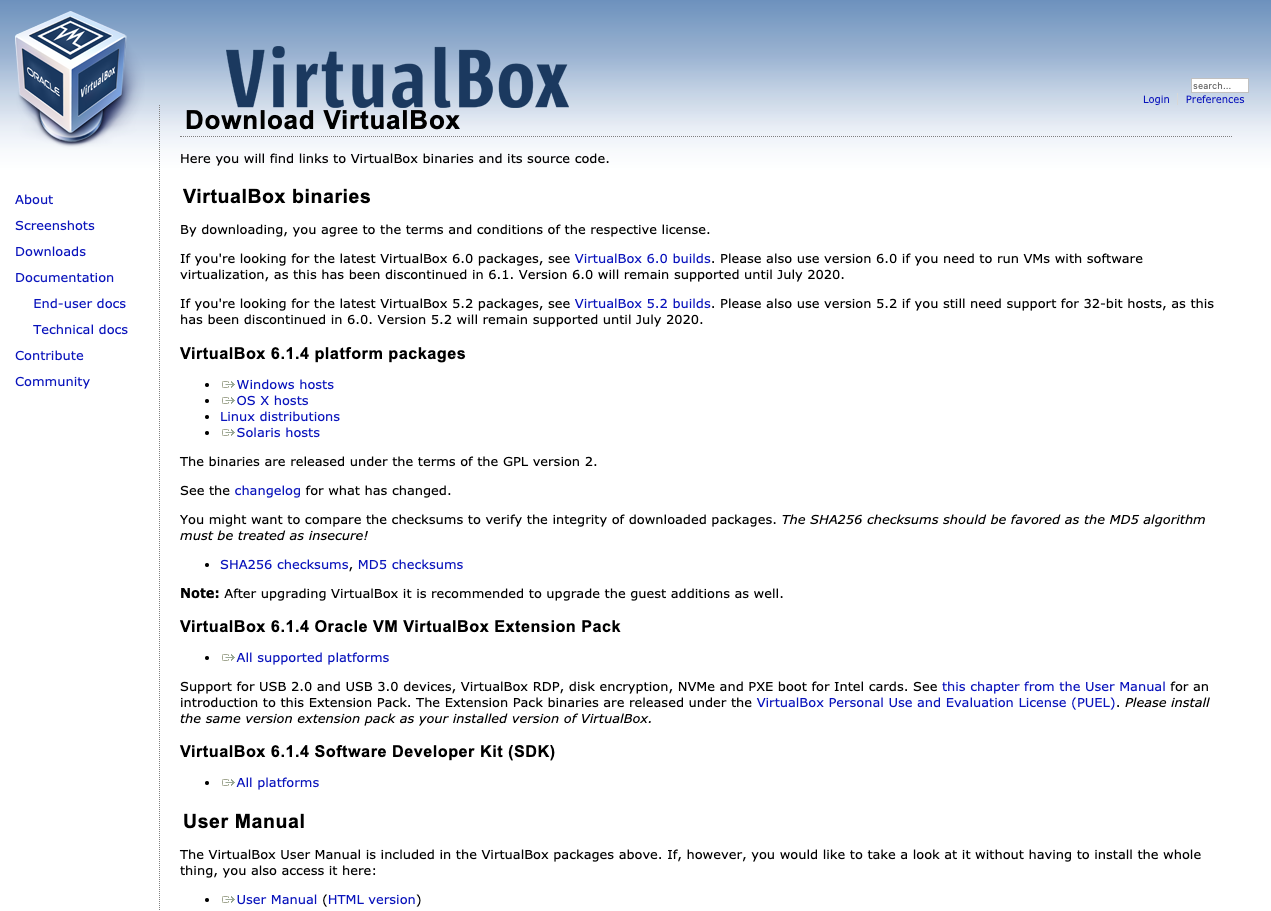 ORACLE
VirtualBox
VirtualBox
search...
Login Preferences
Download VirtualBox
Here you will find links to VirtualBox binaries and its source code.
About
Screenshots
Downloads
Documentation
End-user docs
Technical docs
Contribute
Community
VirtualBox binaries
By downloading, you agree to the terms and conditions of the respective license.
If you're looking for the latest VirtualBox 6.0 packages, see VirtualBox 6.0 builds. Please also use version 6.0 if you need to run VMs with software
virtualization, as this has been discontinued in 6.1. Version 6.0 will remain supported until July 2020.
If you're looking for the latest VirtualBox 5.2 packages, see VirtualBox 5.2 builds. Please also use version 5.2 if you still need support for 32-bit hosts, as this
has been discontinued in 6.0. Version 5.2 will remain supported until July 2020.
VirtualBox 6.1.4 platform packages
• Windows hosts
• OS X hosts
• Linux distributions
• Solaris hosts
The binaries are released under the terms of the GPL version 2.
See the changelog for what has changed.
You might want to compare the checksums to verify the integrity of downloaded packages. The SHA256 checksums should be favored as the MD5 algorithm
must be treated as insecure!
• SHA256 checksums, MD5 checksums
Note: After upgrading VirtualBox it is recommended to upgrade the guest additions as well.
VirtualBox 6.1.4 Oracle VM VirtualBox Extension Pack
• All supported platforms
Support for USB 2.0 and USB 3.0 devices, VirtualBox RDP, disk encryption, NVMe and PXE boot for Intel cards. See this chapter from the User Manual for an
introduction to this Extension Pack. The Extension Pack binaries are released under the VirtualBox Personal Use and Evaluation License (PUEL). Please install
the same version extension pack as your installed version of VirtualBox.
VirtualBox 6.1.4 Software Developer Kit (SDK)
• All platforms
User Manual
The VirtualBox User Manual is included in the VirtualBox packages above. If, however, you would like to take a look at it without having to install the whole
thing, you also access it here:
• User Manual (HTML version)